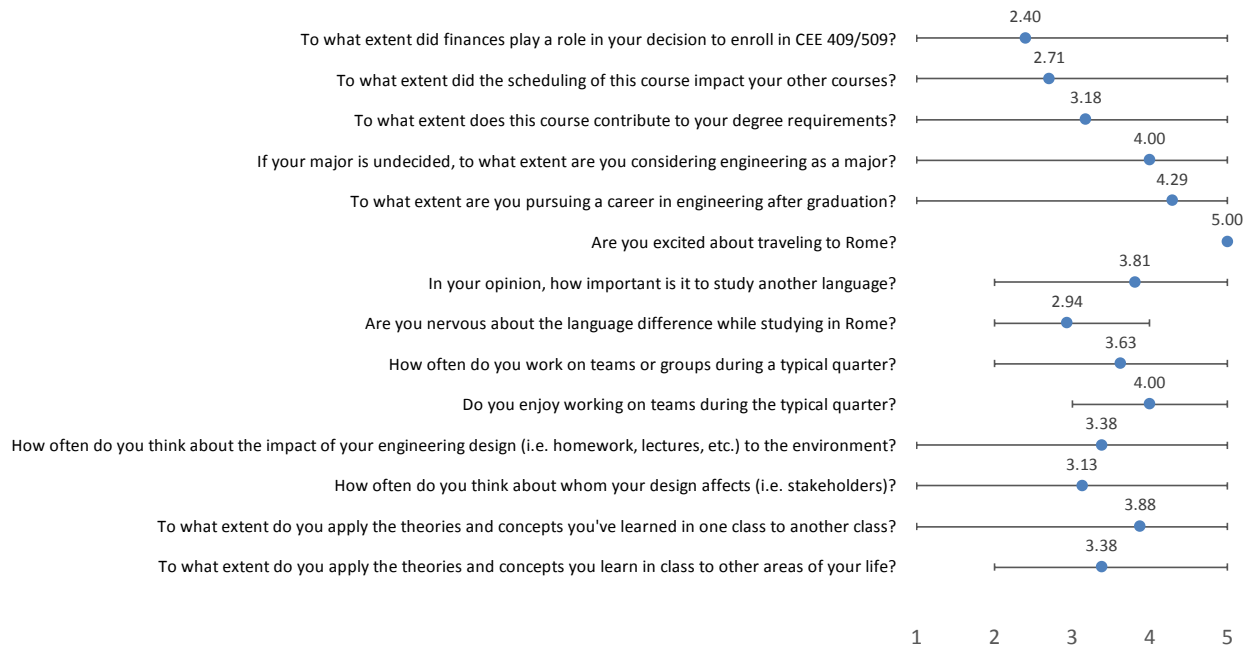 2.40
To what extent did finances play a role in your decision to enroll in CEE 409/509?
2.71
To what extent did the scheduling of this course impact your other courses?
3.18
To what extent does this course contribute to your degree requirements?
4.00
If your major is undecided, to what extent are you considering engineering as a major?
4.29
To what extent are you pursuing a career in engineering after graduation?
5.00
Are you excited about traveling to Rome?
3.81
In your opinion, how important is it to study another language?
2.94
Are you nervous about the language difference while studying in Rome?
3.63
How often do you work on teams or groups during a typical quarter?
4.00
Do you enjoy working on teams during the typical quarter?
3.38
How often do you think about the impact of your engineering design (i.e. homework, lectures, etc.) to the environment?
3.13
How often do you think about whom your design affects (i.e. stakeholders)?
3.88
To what extent do you apply the theories and concepts you've learned in one class to another class?
3.38
To what extent do you apply the theories and concepts you learn in class to other areas of your life?
1 2 3 4 5